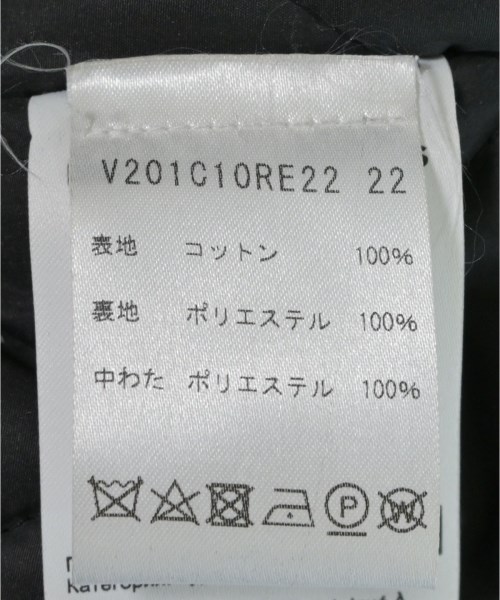 V201C10RE22 22
表地 コットン 100%
裏地 ポリエステル 100%
中わた ポリエステル 100%
P W